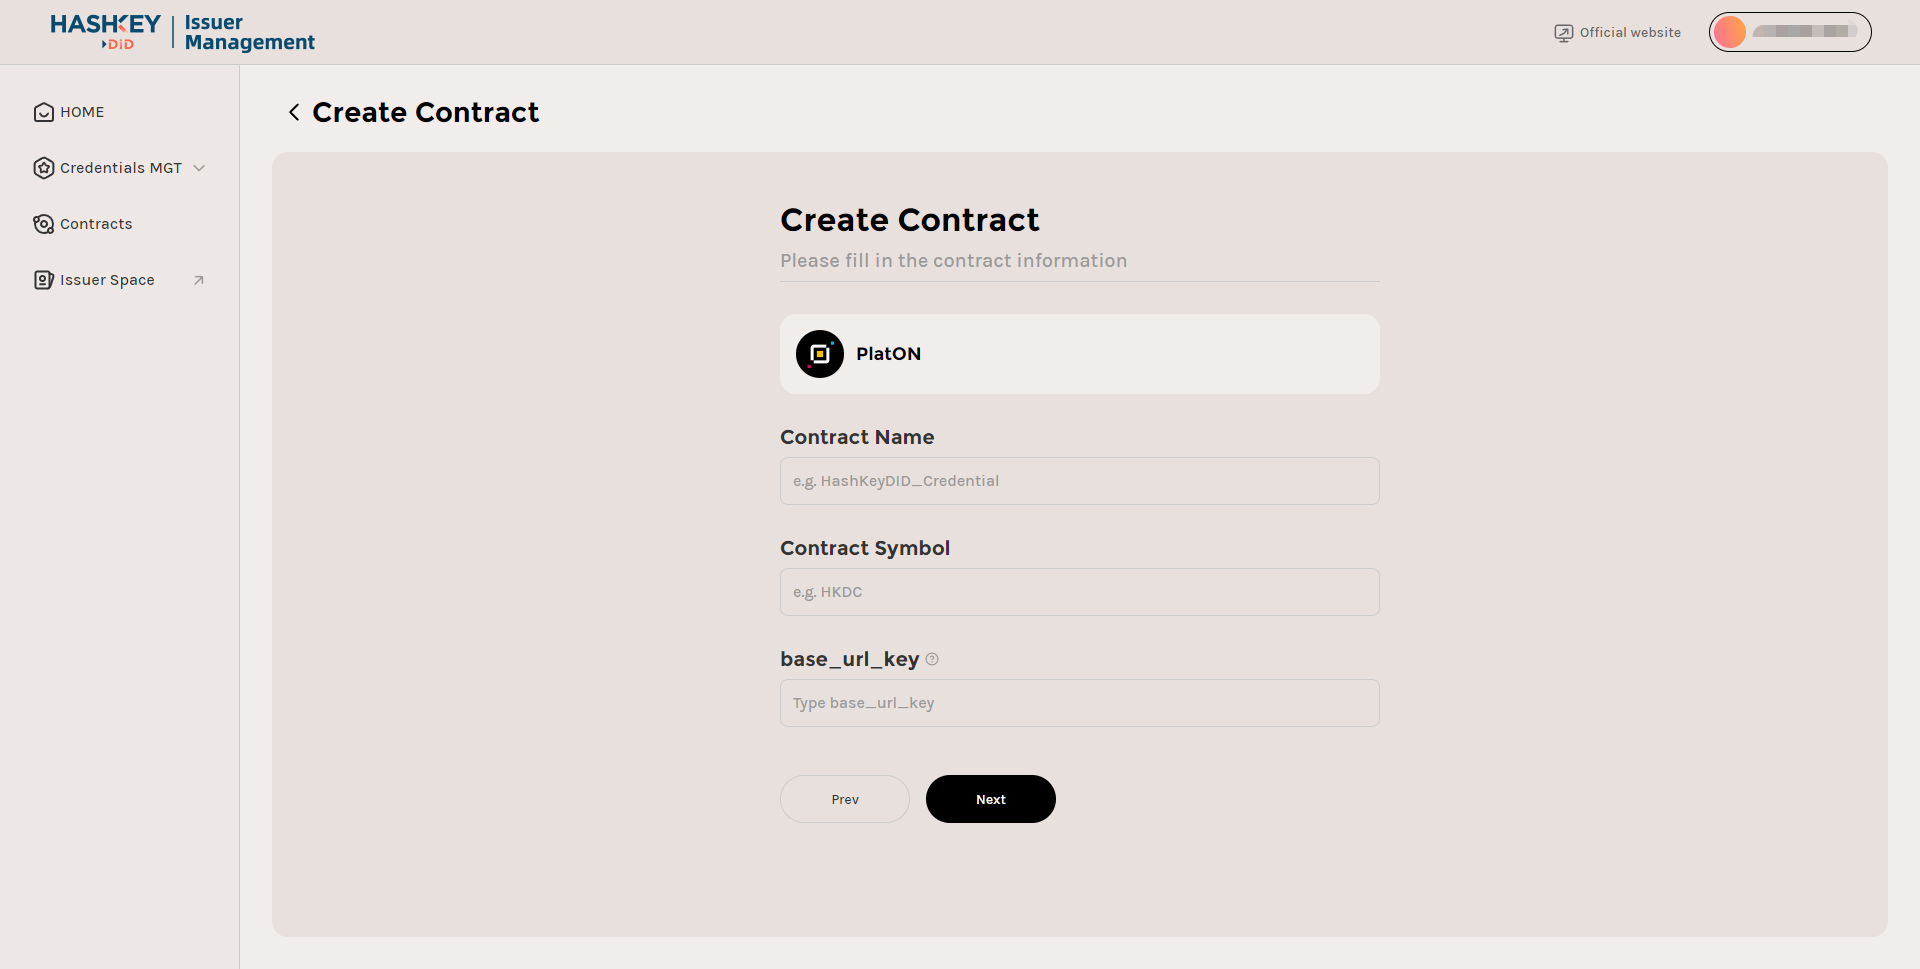 HASHKEY
DiD
Issuer
Management
Official website
HOME
Credentials MGT
Contracts
Issuer Space
Create Contract
Create Contract
Please fill in the contract information
PlatON
Contract Name
e.g. HashKeyDID_Credential
Contract Symbol
e.g. HKDC
base_url_key
Type base_url_key
Prev
Next